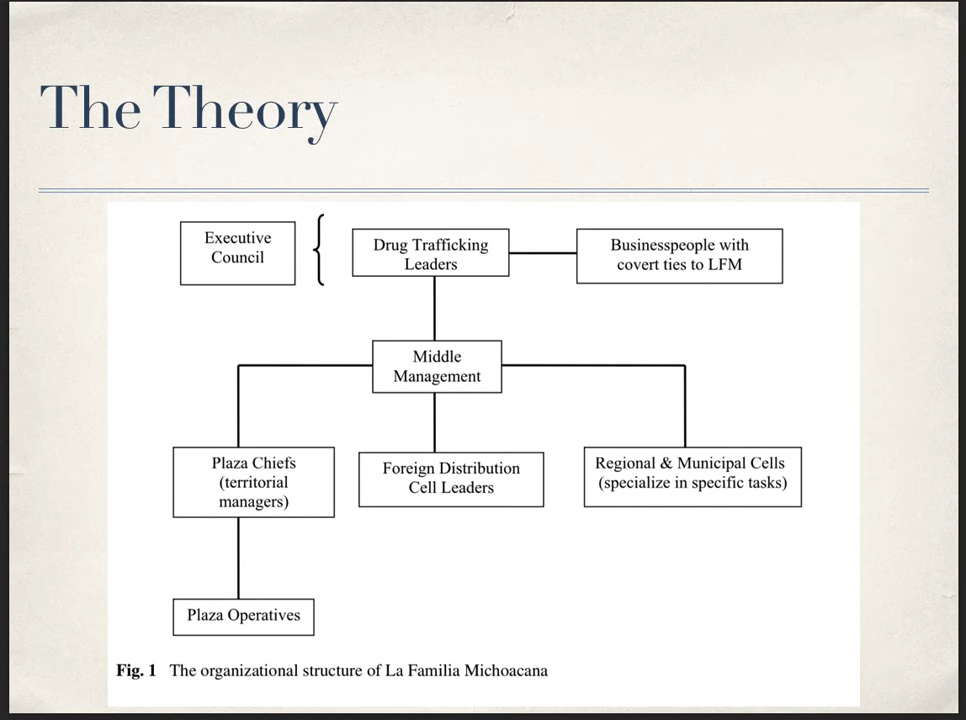 The Theory
Executive
Council
Drug Trafficking
Leaders
Businesspeople with
covert ties to LFM
Middle
Management
Plaza Chiefs
(territorial
managers)
Foreign Distribution
Cell Leaders
Regional & Municipal Cells
(specialize in specific tasks)
Plaza Operatives
Fig. 1 The organizational structure of La Familia Michoacana